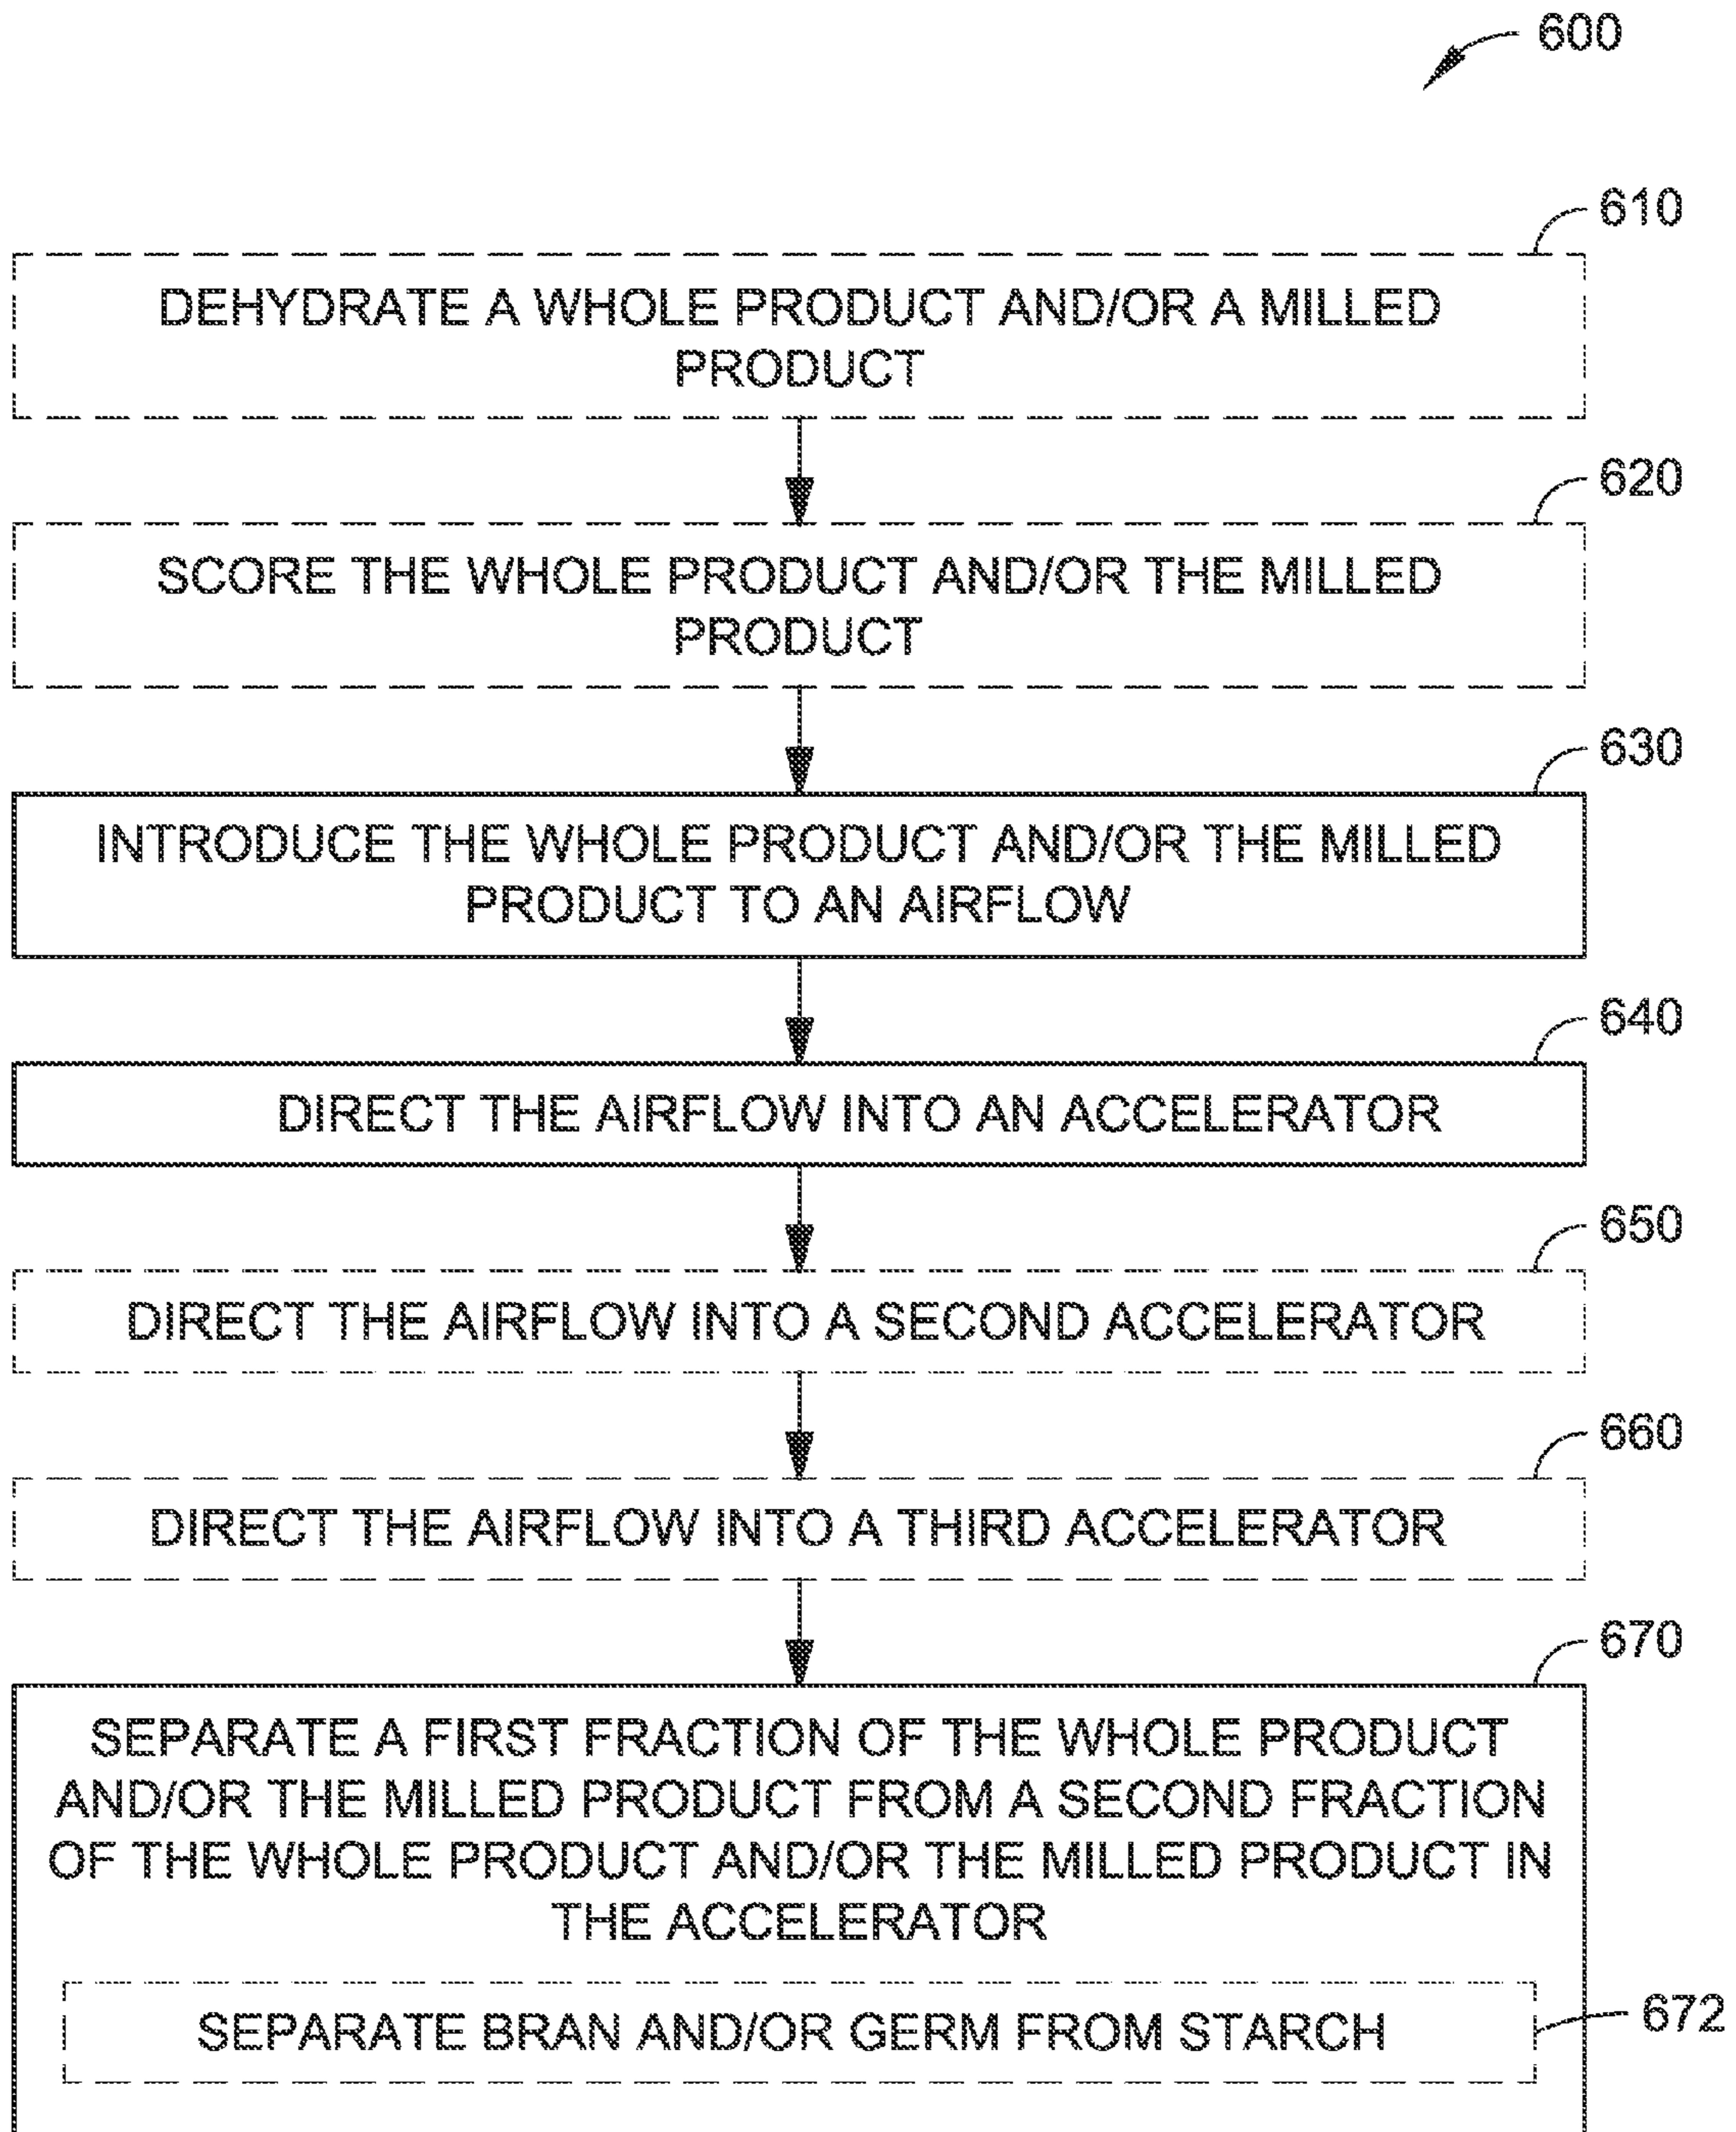 600
610
DEHYDRATE A WHOLE PRODUCT AND/OR A MILLED
PRODUCT
620
SCORE THE WHOLE PRODUCT AND/OR THE MILLED
PRODUCT
630
INTRODUCE THE WHOLE PRODUCT AND/OR THE MILLED
PRODUCT TO AN AIRFLOW
640
DIRECT THE AIRFLOW INTO AN ACCELERATOR
650
DIRECT THE AIRFLOW INTO A SECOND ACCELERATOR
660
DIRECT THE AIRFLOW INTO A THIRD ACCELERATOR
670
SEPARATE A FIRST FRACTION OF THE WHOLE PRODUCT
AND/OR THE MILLED PRODUCT FROM A SECOND FRACTION
OF THE WHOLE PRODUCT AND/OR THE MILLED PRODUCT IN
THE ACCELERATOR
SEPARATE BRAN AND/OR GERM FROM STARCH
672